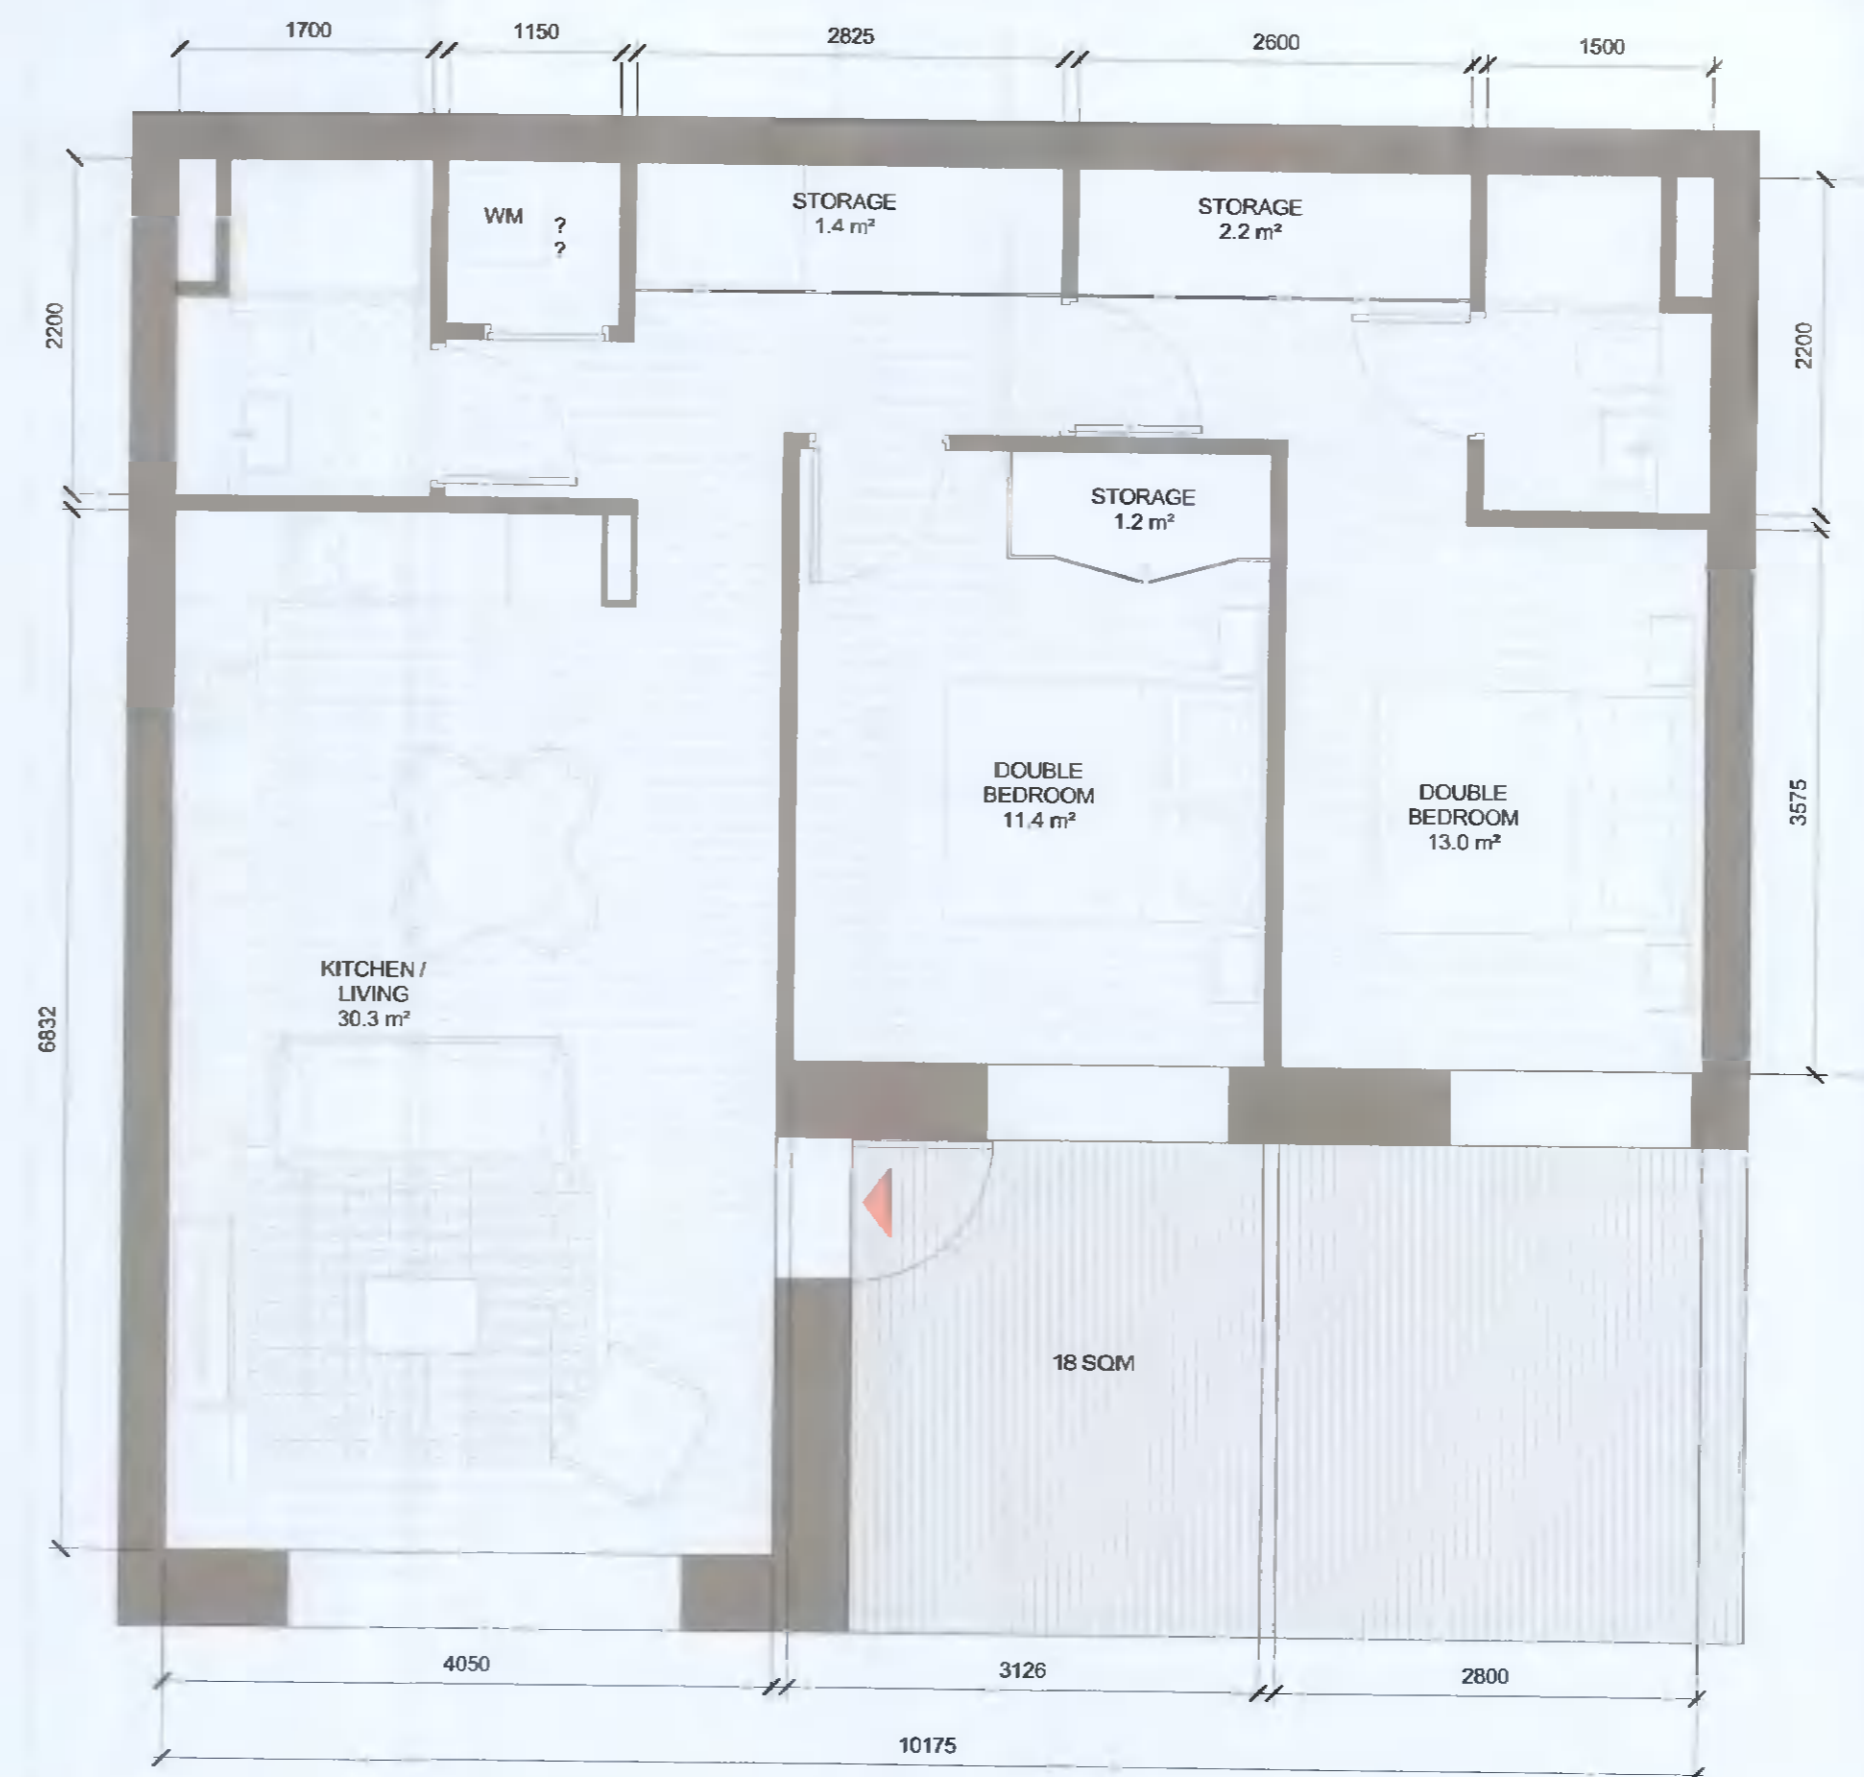 1700
1150
2825
2600
1500
WM
?
?
STORAGE
1.4 m²
STORAGE
2.2 m²
2200
2200
STORAGE
1.2 m²
DOUBLE
BEDROOM
11.4 m²
DOUBLE
BEDROOM
13.0 m²
3575
KITCHEN /
LIVING
30.3 m²
6832
18 SQM
4050
3126
2800
10175